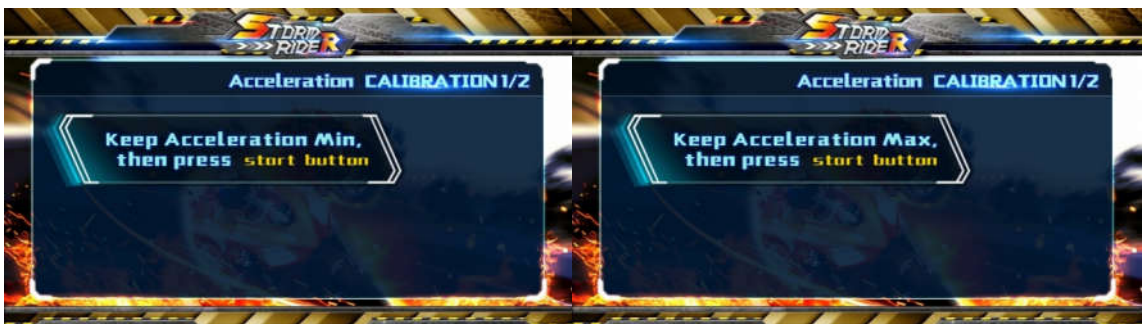 STORM
>>> RIDER
Acceleration CALIBRATION 1/2
Keep Acceleration Min,
then press start button
STORM
>>> RIDER
Acceleration CALIBRATION 1/2
Keep Acceleration Max,
then press start button